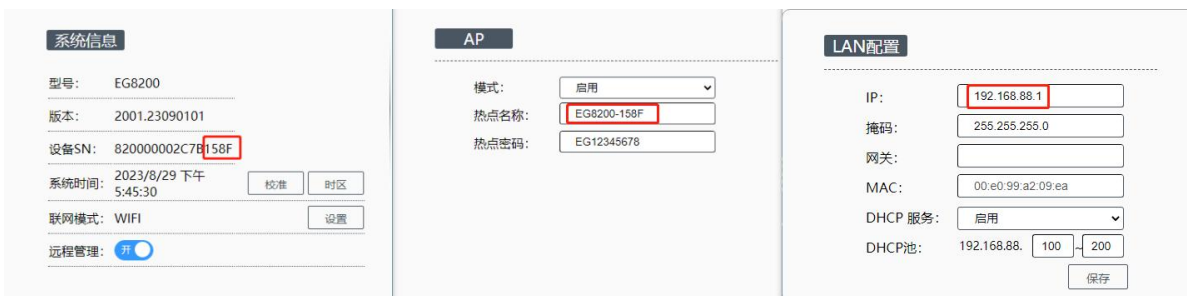 系统信息
型号: EG8200
版本: 2001.23090101
设备SN: 820000002C7B158F
系统时间: 2023/8/29 下午 5:45:30 校准 时区
联网模式: WIFI 设置
远程管理: 开
AP
模式: 启用
热点名称: EG8200-158F
热点密码: EG12345678
LAN配置
IP: 192.168.88.1
掩码: 255.255.255.0
网关:
MAC: 00:e0:99:a2:09:ea
DHCP 服务: 启用
DHCP池: 192.168.88. 100 ~ 200
保存